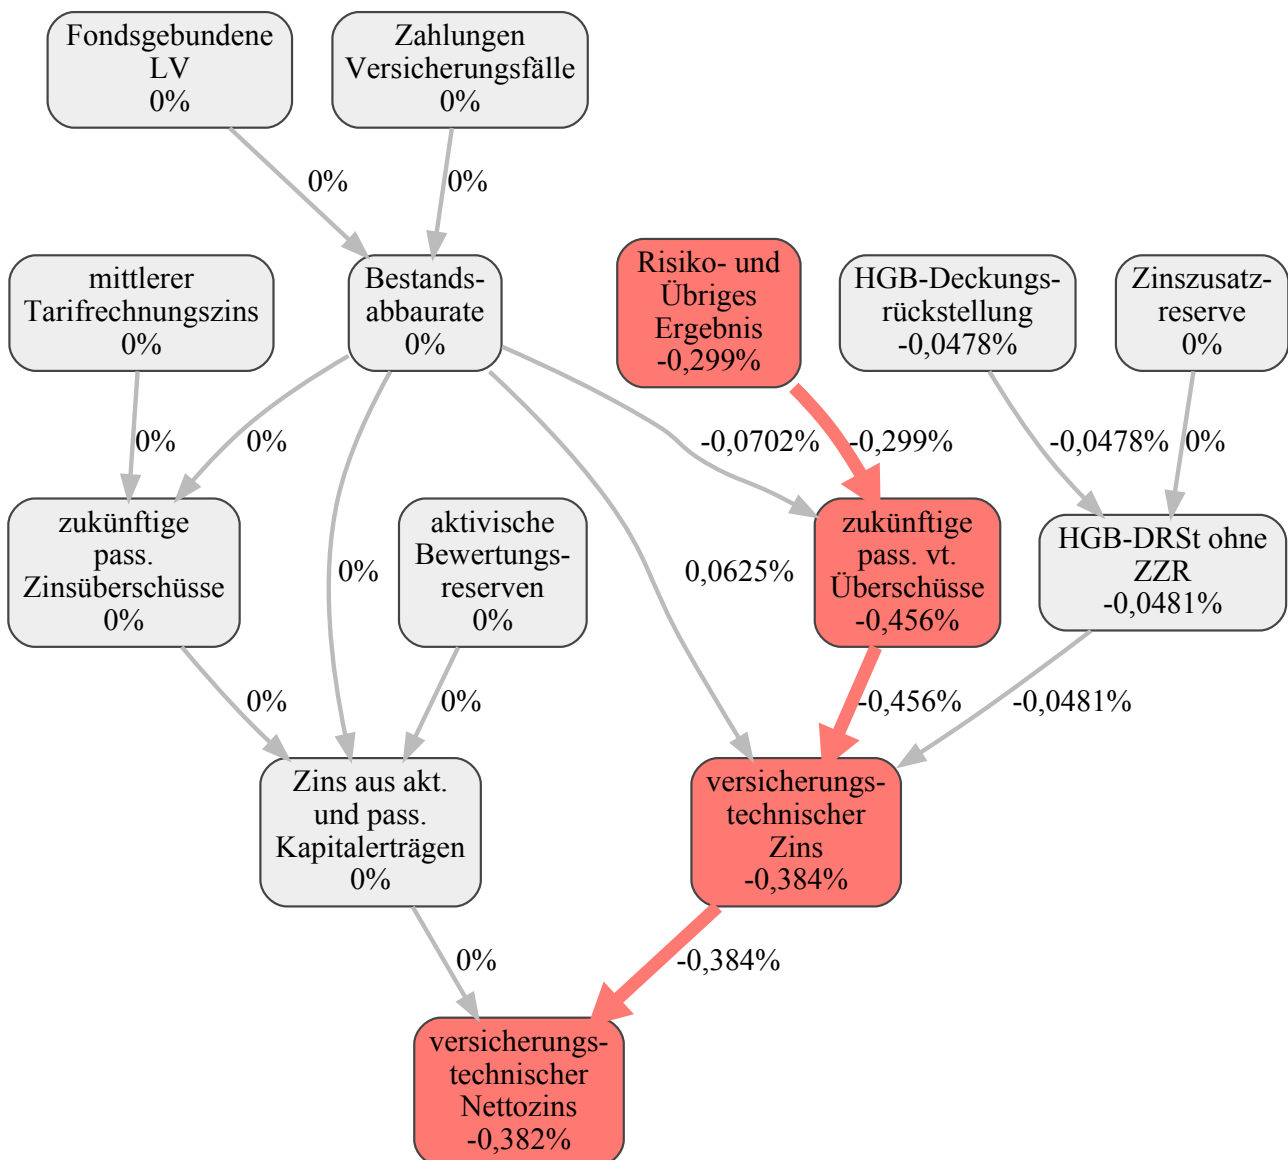 Fondsgebundene
LV
0%
Zahlungen
Versicherungsfälle
0%
0%
0%
mittlerer
Tarifrechnungszins
0%
Bestands-
abbaurate
0%
Risiko- und
Übriges
Ergebnis
-0,299%
HGB-Deckungs-
rückstellung
-0,0478%
Zinszusatz-
reserve
0%
0%
0%
-0,0702%
-0,299%
-0,0478%
0%
zukünftige
pass.
Zinsüberschüsse
0%
aktivische
Bewertungs-
reserven
0%
zukünftige
pass. vt.
Überschüsse
-0,456%
HGB-DRSt ohne
ZZR
-0,0481%
0%
0,0625%
0%
0%
-0,456%
-0,0481%
Zins aus akt.
und pass.
Kapitalerträgen
0%
versicherungs-
technischer
Zins
-0,384%
0%
-0,384%
versicherungs-
technischer
Nettozins
-0,382%